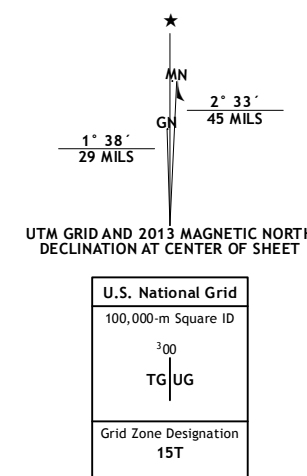 ★
MN
GN
2° 33´
45 MILS
1° 38´
29 MILS
UTM GRID AND 2013 MAGNETIC NORTH
DECLINATION AT CENTER OF SHEET
U.S. National Grid
100,000-m Square ID
³00
TG UG
Grid Zone Designation
15T